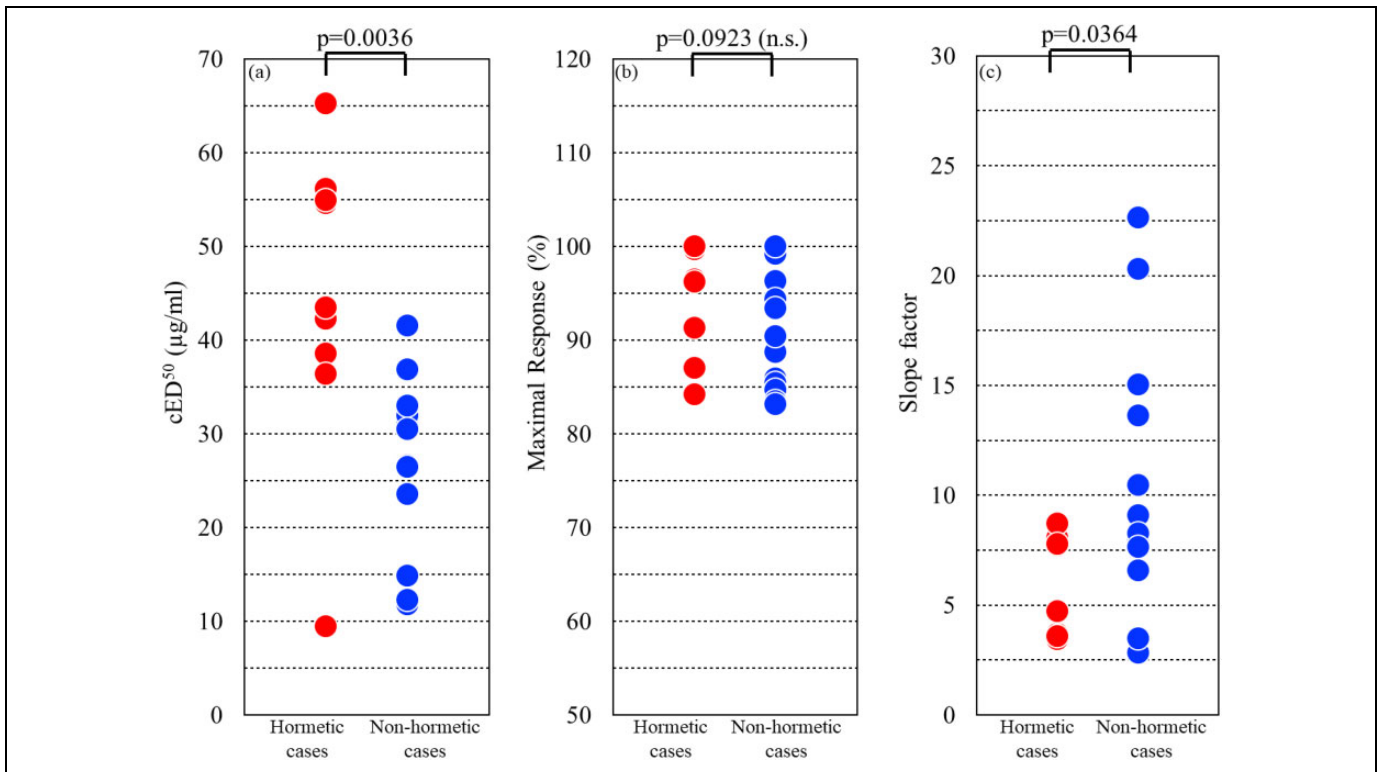 p=0.0036
(a)
70
60
50
40
30
20
10
0
cED⁵⁰ (µg/ml)
Hormetic cases
Non-hormetic cases
p=0.0923 (n.s.)
(b)
120
110
100
90
80
70
60
50
Maximal Response (%)
Hormetic cases
Non-hormetic cases
p=0.0364
(c)
30
25
20
15
10
5
0
Slope factor
Hormetic cases
Non-hormetic cases